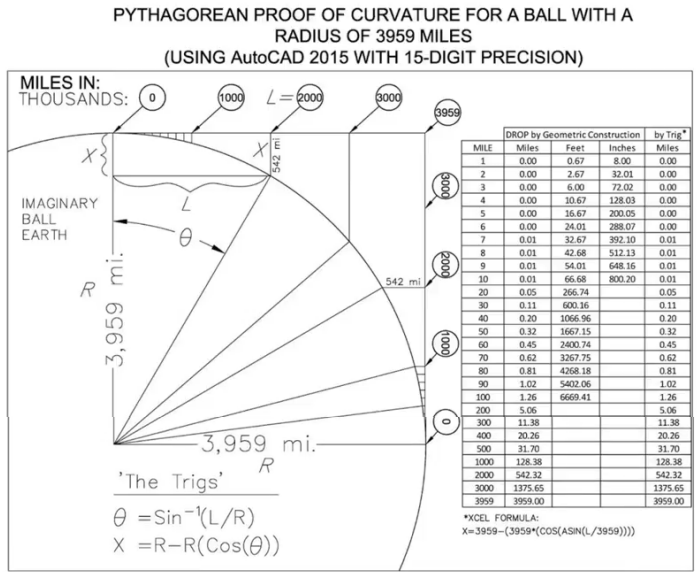 PYTHAGOREAN PROOF OF CURVATURE FOR A BALL WITH A
RADIUS OF 3959 MILES
(USING AutoCAD 2015 WITH 15-DIGIT PRECISION)
MILES IN:
THOUSANDS: 0 1000 L= 2000 3000 3959
X X 542 mi
L
IMAGINARY
BALL
EARTH
θ
R
3,959 mi.
3000
2000
542 mi
1000
0
3,959 mi.
R
'The Trigs'
θ =Sin⁻¹(L/R)
X =R-R(Cos(θ))
DROP by Geometric Construction by Trig*
MILE Miles Feet Inches Miles
1 0.00 0.67 8.00 0.00
2 0.00 2.67 32.01 0.00
3 0.00 6.00 72.02 0.00
4 0.00 10.67 128.03 0.00
5 0.00 16.67 200.05 0.00
6 0.00 24.01 288.07 0.00
7 0.01 32.67 392.10 0.01
8 0.01 42.68 512.13 0.01
9 0.01 54.01 648.16 0.01
10 0.01 66.68 800.20 0.01
20 0.05 266.74 0.05
30 0.11 600.16 0.11
40 0.20 1066.96 0.20
50 0.32 1667.15 0.32
60 0.45 2400.74 0.45
70 0.62 3267.75 0.62
80 0.81 4268.18 0.81
90 1.02 5402.06 1.02
100 1.26 6669.41 1.26
200 5.06 5.06
300 11.38 11.38
400 20.26 20.26
500 31.70 31.70
1000 128.38 128.38
2000 542.32 542.32
3000 1375.65 1375.65
3959 3959.00 3959.00
*XCEL FORMULA:
X=3959-(3959*(COS(ASIN(L/3959))))